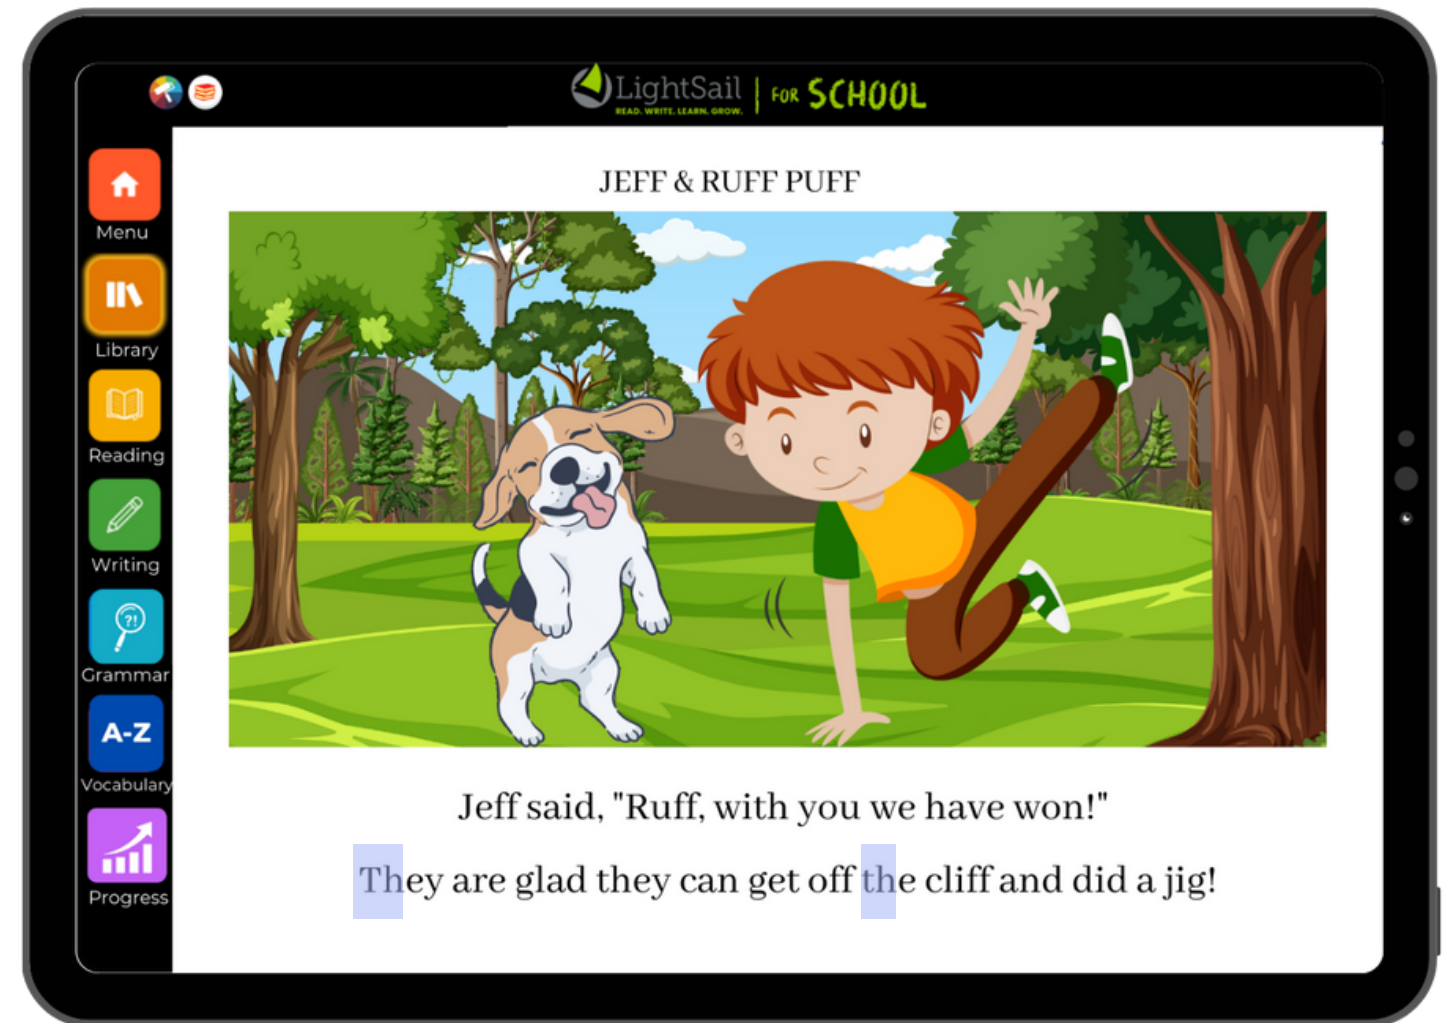 LightSail | FOR SCHOOL
READ. WRITE. LEARN. GROW.
Menu
Library
Reading
Writing
?!
Grammar
A-Z
Vocabulary
Progress
JEFF & RUFF PUFF
Jeff said, "Ruff, with you we have won!"
They are glad they can get off the cliff and did a jig!